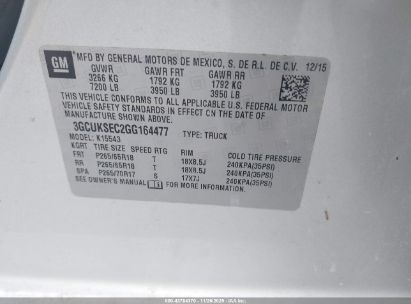 GM
MFD BY GENERAL MOTORS DE MEXICO, S. DE R.L. DE C.V. 12/15
GVWR GAWR FRT GAWR RR
3266 KG 1792 KG 1792 KG
7200 LB 3950 LB 3950 LB
THIS VEHICLE CONFORMS TO ALL APPLICABLE U.S. FEDERAL MOTOR
VEHICLE SAFETY STANDARDS IN EFFECT ON THE DATE OF
MANUFACTURE SHOWN ABOVE.
3GCUKSEC2GG164477 TYPE: TRUCK
K15543
TIRE SIZE SPEED RTG RIM COLD TIRE PRESSURE
FRT P265/65R18 T 18X8.5J 240KPA(35PSI)
RR P265/65R18 T 18X8.5J 240KPA(35PSI)
SPA P265/70R17 S 17X7J 240KPA(35PSI)
SEE OWNER'S MANUAL FOR MORE INFORMATION.